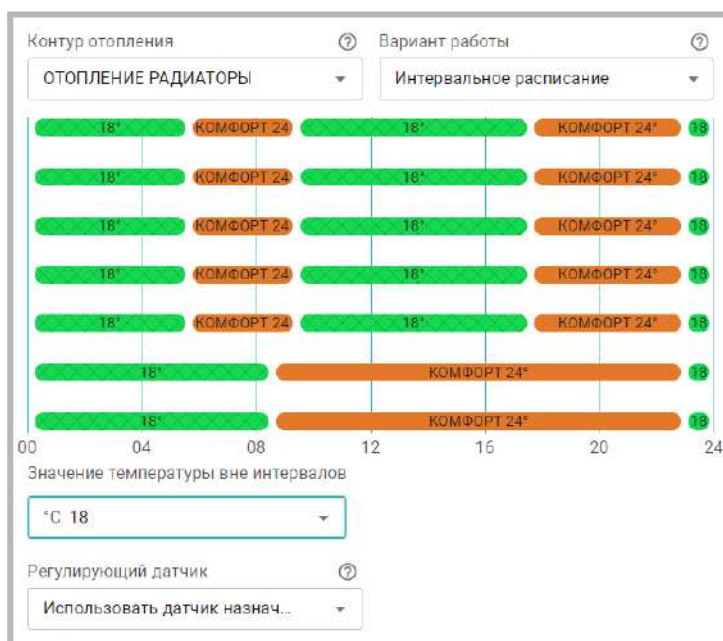 Контур отопления Вариант работы
ОТОПЛЕНИЕ РАДИАТОРЫ Интервальное расписание
18° КОМФОРТ 24 18° КОМФОРТ 24° 18
18° КОМФОРТ 24 18° КОМФОРТ 24° 18
18° КОМФОРТ 24 18° КОМФОРТ 24° 18
18° КОМФОРТ 24 18° КОМФОРТ 24° 18
18° КОМФОРТ 24 18° КОМФОРТ 24° 18
18° КОМФОРТ 24° 18
18° КОМФОРТ 24° 18
00 04 08 12 16 20 24
Значение температуры вне интервалов
°C 18
Регулирующий датчик
Использовать датчик назнач...